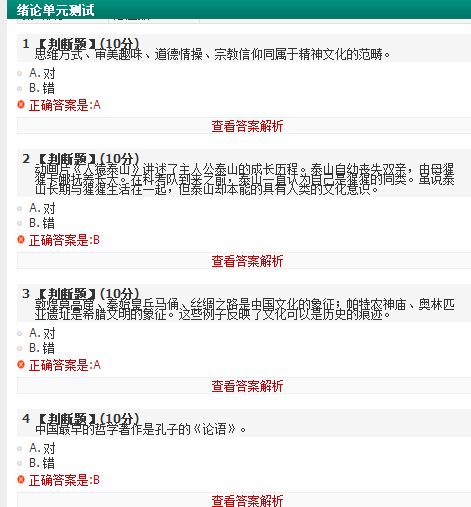 绪论单元测试
1 【判断题】(10分)
思维方式、审美趣味、道德情操、宗教信仰同属于精神文化的范畴。
A. 对
B. 错
正确答案是:A
查看答案解析
2 【判断题】(10分)
动画片《人猿泰山》讲述了主人公泰山的成长历程。泰山自幼丧失双亲，由母猩
猩卡娜抚养长大。在科考队到来之前，泰山一直认为自己是猩猩的同类。虽说泰
山长期与猩猩生活在一起，但泰山却本能的具有人类的文化意识。
A. 对
B. 错
正确答案是:B
查看答案解析
3 【判断题】(10分)
敦煌莫高窟、秦始皇兵马俑、丝绸之路是中国文化的象征；帕特农神庙、奥林匹
亚遗址是希腊文明的象征。这些例子反映了文化可以是历史的痕迹。
A. 对
B. 错
正确答案是:A
查看答案解析
4 【判断题】(10分)
中国最早的哲学著作是孔子的《论语》。
A. 对
B. 错
正确答案是:B
查看答案解析